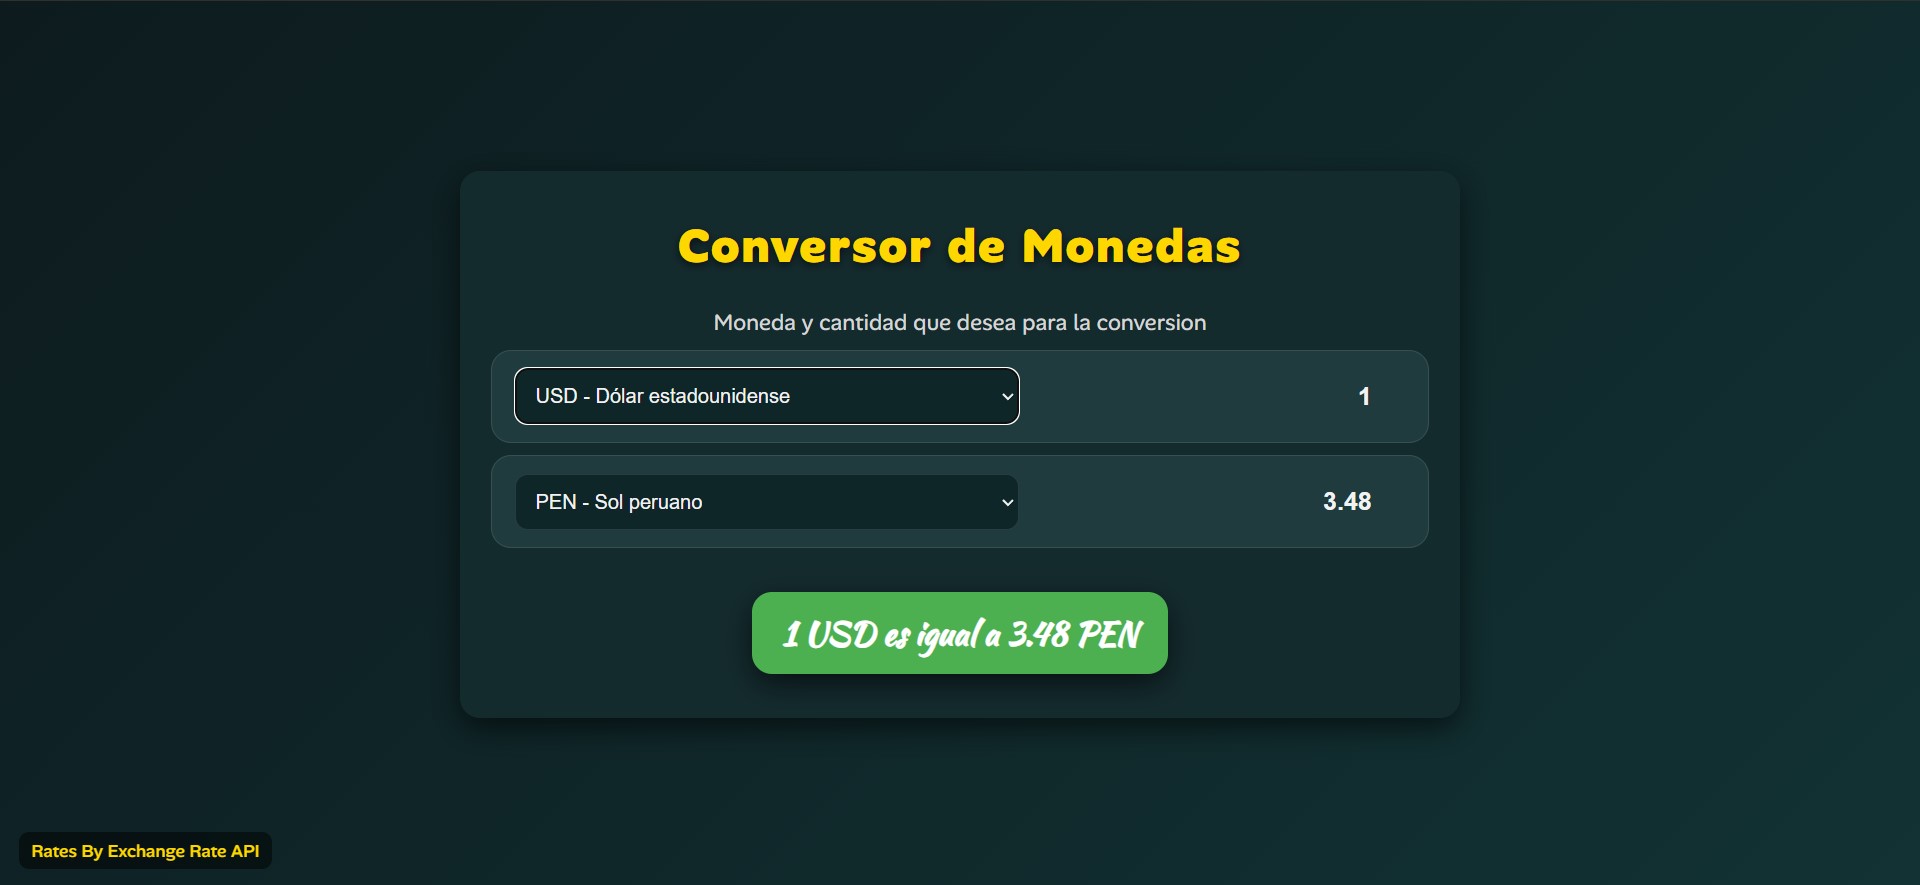 Conversor de Monedas
Moneda y cantidad que desea para la conversion
USD - Dólar estadounidense 1
PEN - Sol peruano 3.48
1 USD es igual a 3.48 PEN
Rates By Exchange Rate API